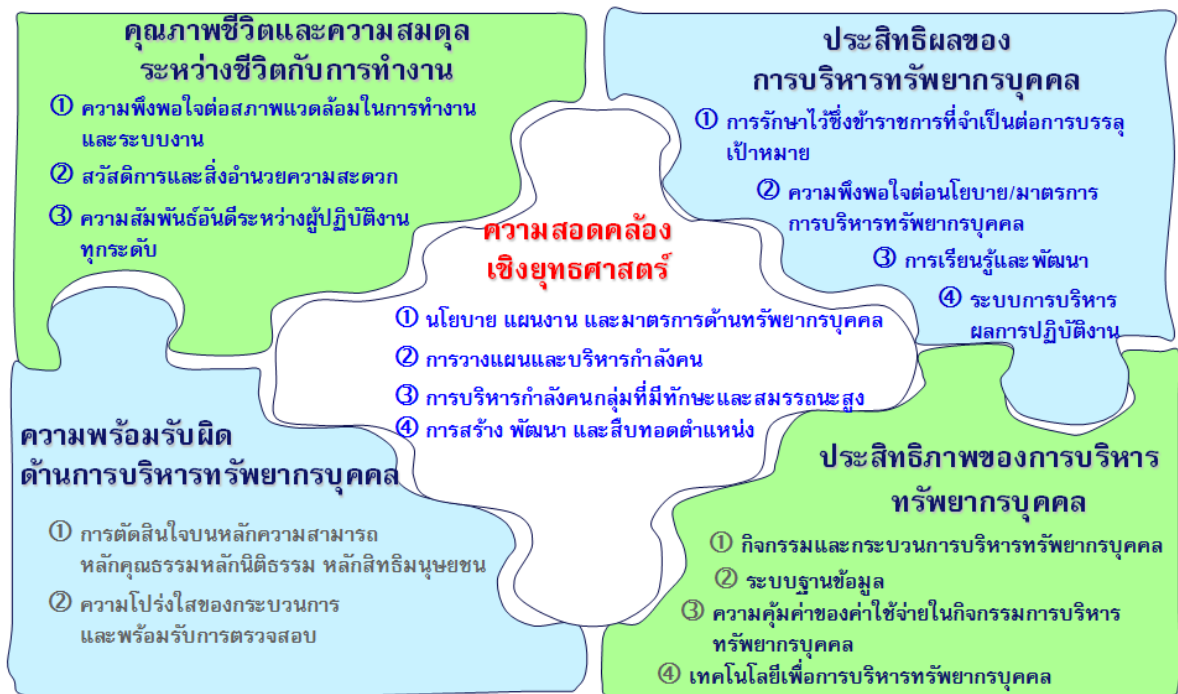 คุณภาพชีวิตและความสมดุล
ระหว่างชีวิตกับการทำงาน
① ความพึงพอใจต่อสภาพแวดล้อมในการทำงาน
และระบบงาน
② สวัสดิการและสิ่งอำนวยความสะดวก
③ ความสัมพันธ์อันดีระหว่างผู้ปฏิบัติงาน
ทุกระดับ
ประสิทธิผลของ
การบริหารทรัพยากรบุคคล
① การรักษาไว้ซึ่งข้าราชการที่จำเป็นต่อการบรรลุ
เป้าหมาย
② ความพึงพอใจต่อนโยบาย/มาตรการ
การบริหารทรัพยากรบุคคล
③ การเรียนรู้และพัฒนา
④ ระบบการบริหาร
ผลการปฏิบัติงาน
ความสอดคล้อง
เชิงยุทธศาสตร์
① นโยบาย แผนงาน และมาตรการด้านทรัพยากรบุคคล
② การวางแผนและบริหารกำลังคน
③ การบริหารกำลังคนกลุ่มที่มีทักษะและสมรรถนะสูง
④ การสร้าง พัฒนา และสืบทอดตำแหน่ง
ความพร้อมรับผิด
ด้านการบริหารทรัพยากรบุคคล
① การตัดสินใจบนหลักความสามารถ
หลักคุณธรรมหลักนิติธรรม หลักสิทธิมนุษยชน
② ความโปร่งใสของกระบวนการ
และพร้อมรับการตรวจสอบ
ประสิทธิภาพของการบริหาร
ทรัพยากรบุคคล
① กิจกรรมและกระบวนการบริหารทรัพยากรบุคคล
② ระบบฐานข้อมูล
③ ความคุ้มค่าของค่าใช้จ่ายในกิจกรรมการบริหาร
ทรัพยากรบุคคล
④ เทคโนโลยีเพื่อการบริหารทรัพยากรบุคคล